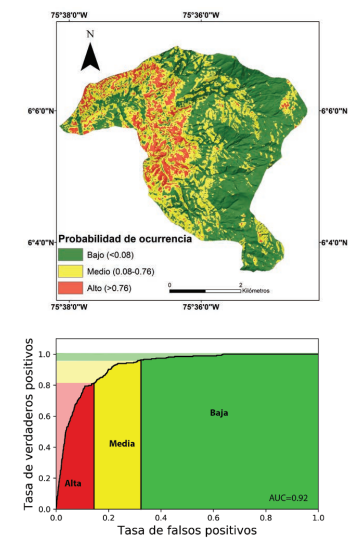 75°38'0"W
75°36'0"W
N
6°6'0"N
6°6'0"N
6°4'0"N
6°4'0"N
Probabilidad de ocurrencia
Bajo (<0.08)
Medio (0.08-0.76)
Alto (>0.76)
0
2
Kilómetros
75°38'0"W
75°36'0"W
Tasa de verdaderos positivos
1.0
0.8
0.6
0.4
0.2
0.0
Alta
Media
Baja
AUC=0.92
0.0
0.2
0.4
0.6
0.8
1.0
Tasa de falsos positivos